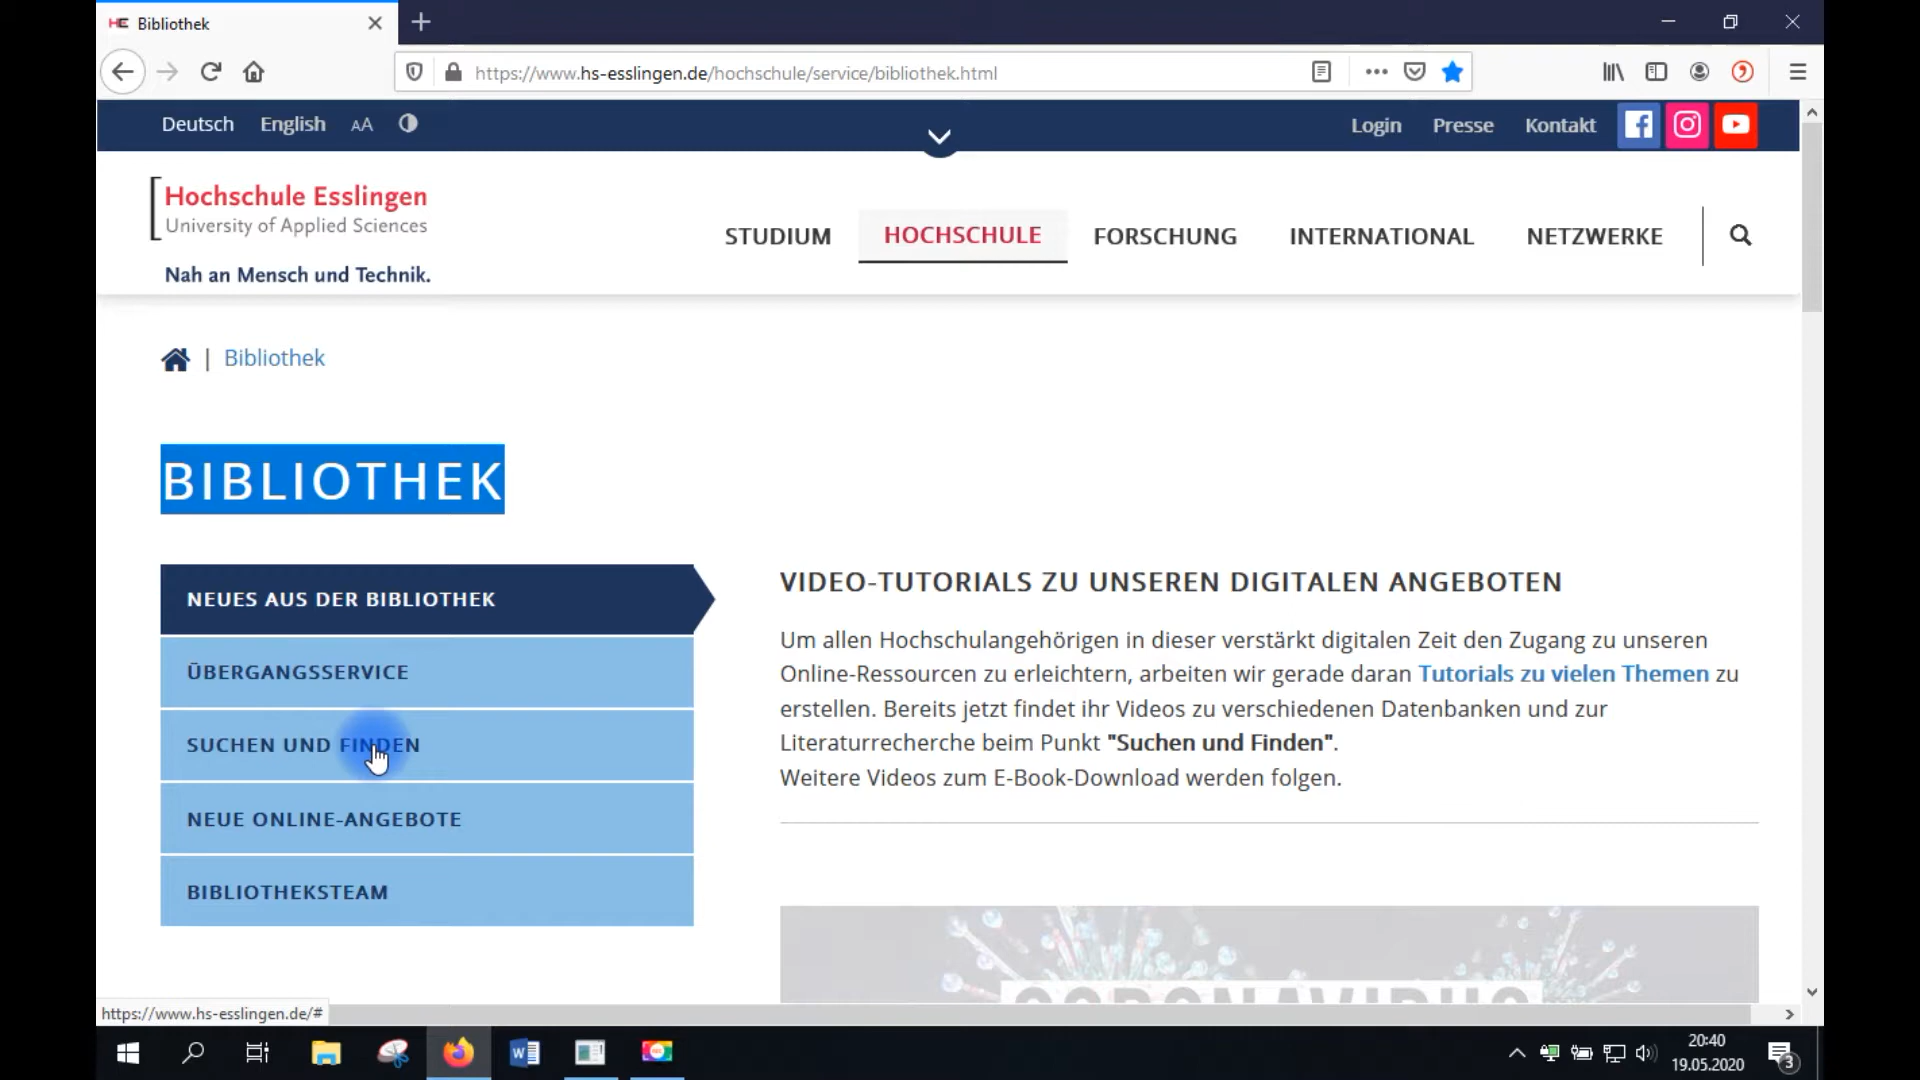 Bibliothek
https://www.hs-esslingen.de/hochschule/service/bibliothek.html
Deutsch English AA
Login Presse Kontakt
Hochschule Esslingen
University of Applied Sciences
Nah an Mensch und Technik.
STUDIUM HOCHSCHULE FORSCHUNG INTERNATIONAL NETZWERKE
| Bibliothek
BIBLIOTHEK
NEUES AUS DER BIBLIOTHEK
ÜBERGANGSSERVICE
SUCHEN UND FINDEN
NEUE ONLINE-ANGEBOTE
BIBLIOTHEKSTEAM
VIDEO-TUTORIALS ZU UNSEREN DIGITALEN ANGEBOTEN
Um allen Hochschulangehörigen in dieser verstärkt digitalen Zeit den Zugang zu unseren
Online-Ressourcen zu erleichtern, arbeiten wir gerade daran Tutorials zu vielen Themen zu
erstellen. Bereits jetzt findet ihr Videos zu verschiedenen Datenbanken und zur
Literaturrecherche beim Punkt "Suchen und Finden".
Weitere Videos zum E-Book-Download werden folgen.
CORONAVIRUS
https://www.hs-esslingen.de/#
20:40
19.05.2020
3